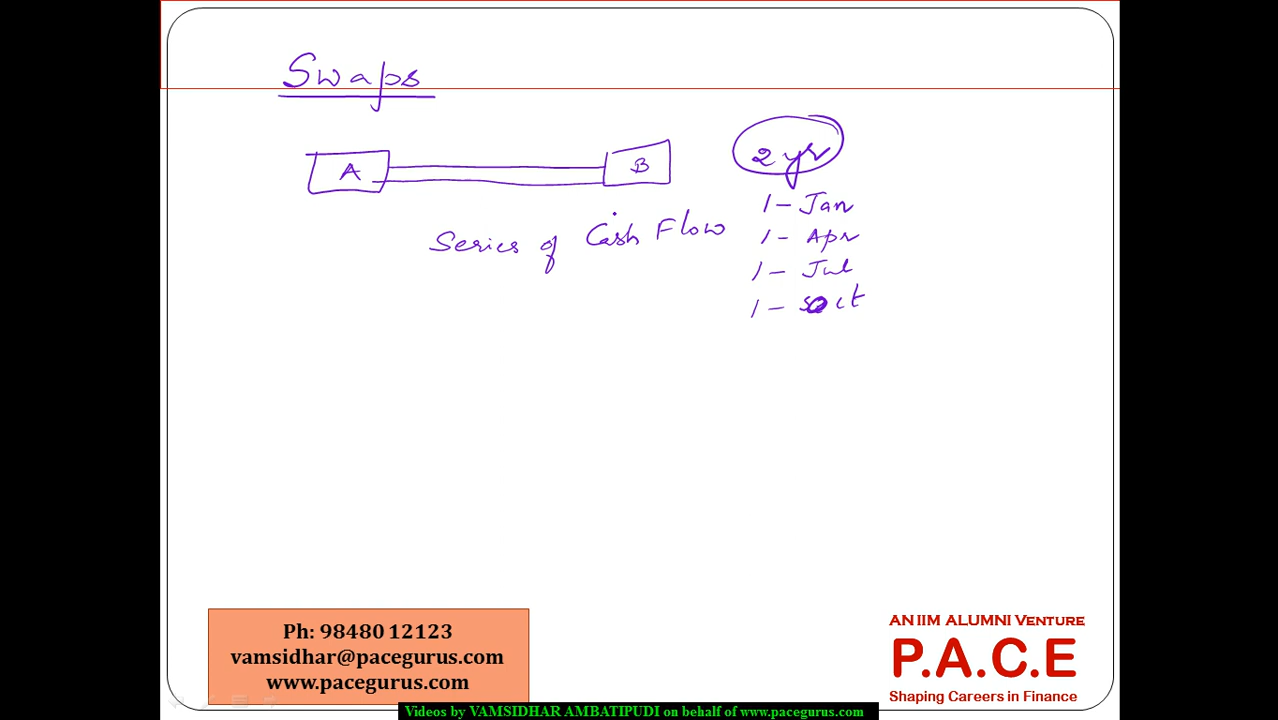 Swaps
A
B
2 yr
Series of Cash Flow
1 - Jan
1 - Apr
1 - Jul
1 - Oct
Ph: 98480 12123
vamsidhar@pacegurus.com
www.pacegurus.com
AN IIM ALUMNI VENTURE
P.A.C.E
Shaping Careers in Finance
Videos by VAMSIDHAR AMBATIPUDI on behalf of www.pacegurus.com